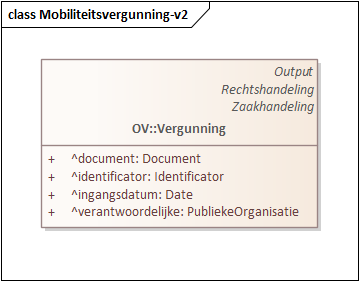 class Mobiliteitsvergunning-v2
Output
Rechtshandeling
Zaakhandeling
OV::Vergunning
+ ^document: Document
+ ^identificator: Identificator
+ ^ingangsdatum: Date
+ ^verantwoordelijke: PubliekeOrganisatie